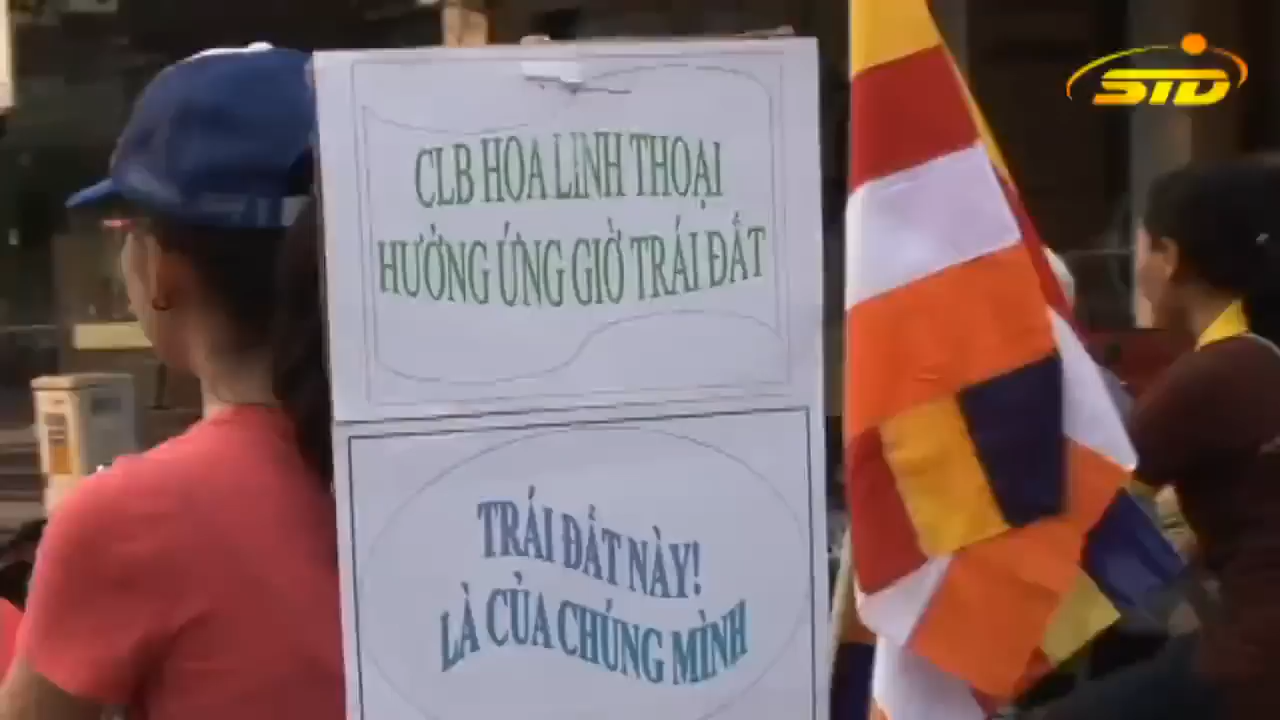 STD
CLB HOA LINH THOẠI
HƯỞNG ỨNG GIỜ TRÁI ĐẤT
TRÁI ĐẤT NÀY!
LÀ CỦA CHÚNG MÌNH